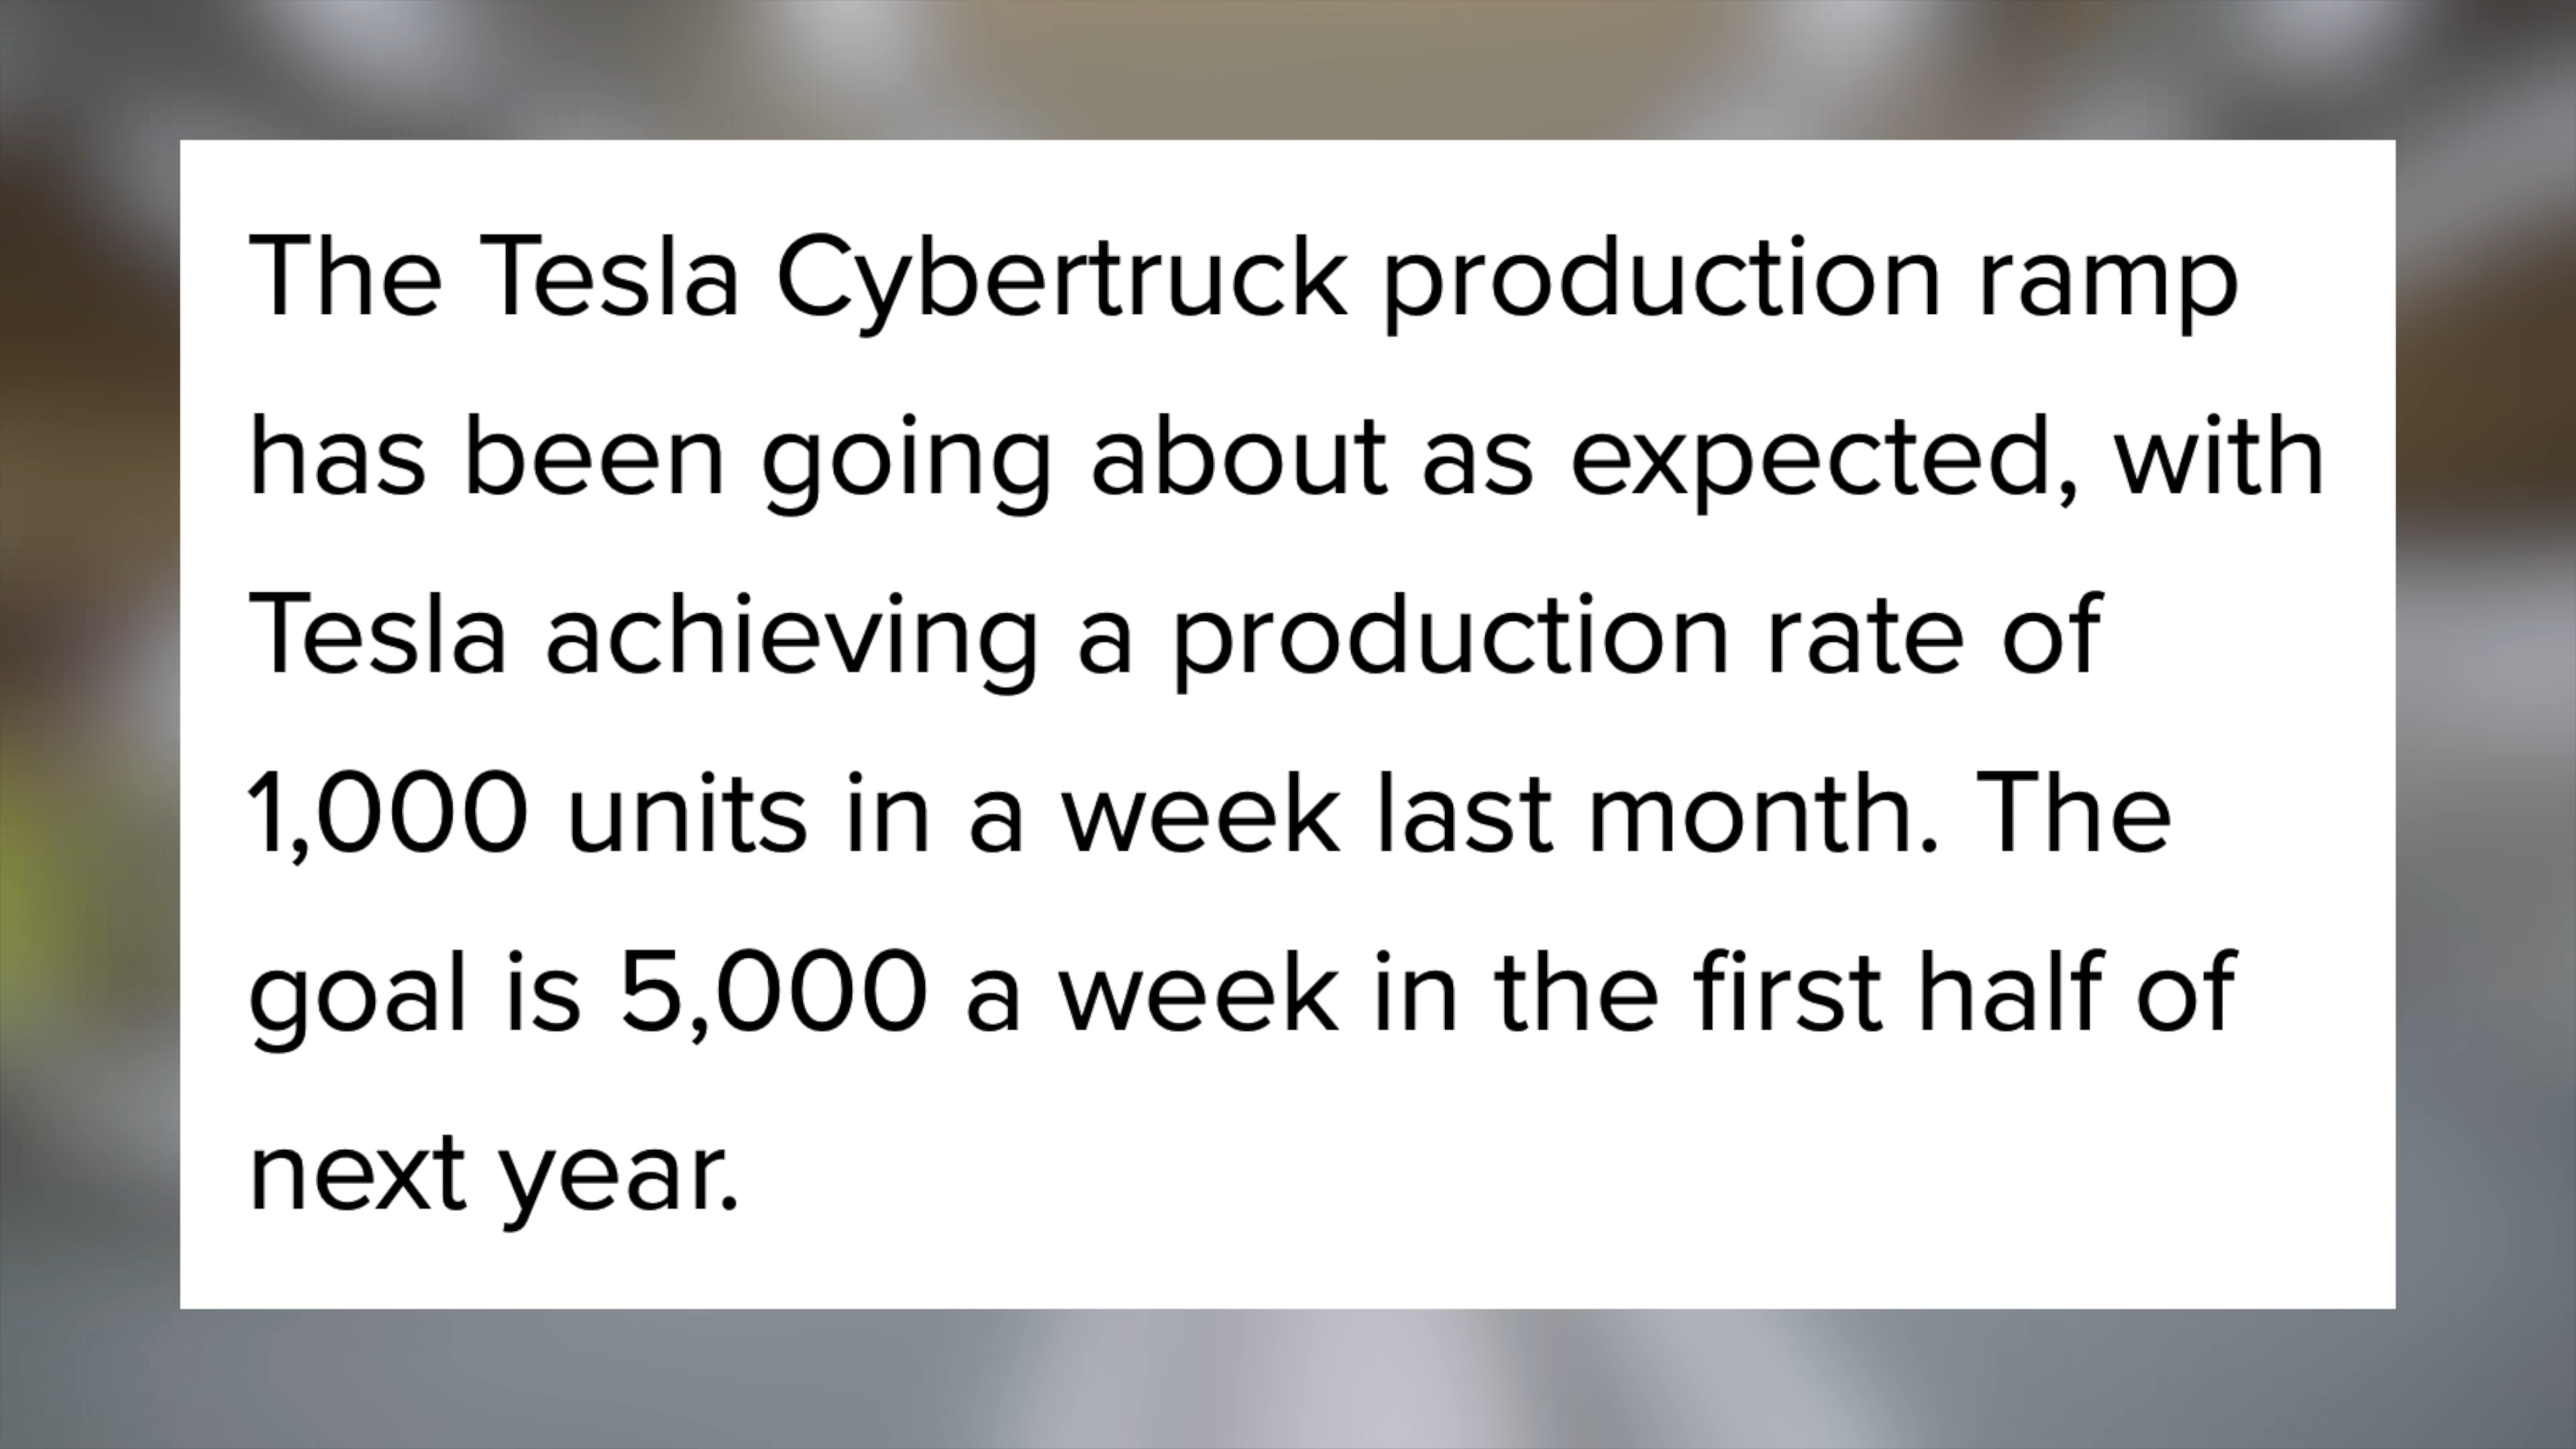 The Tesla Cybertruck production ramp
has been going about as expected, with
Tesla achieving a production rate of
1,000 units in a week last month. The
goal is 5,000 a week in the first half of
next year.